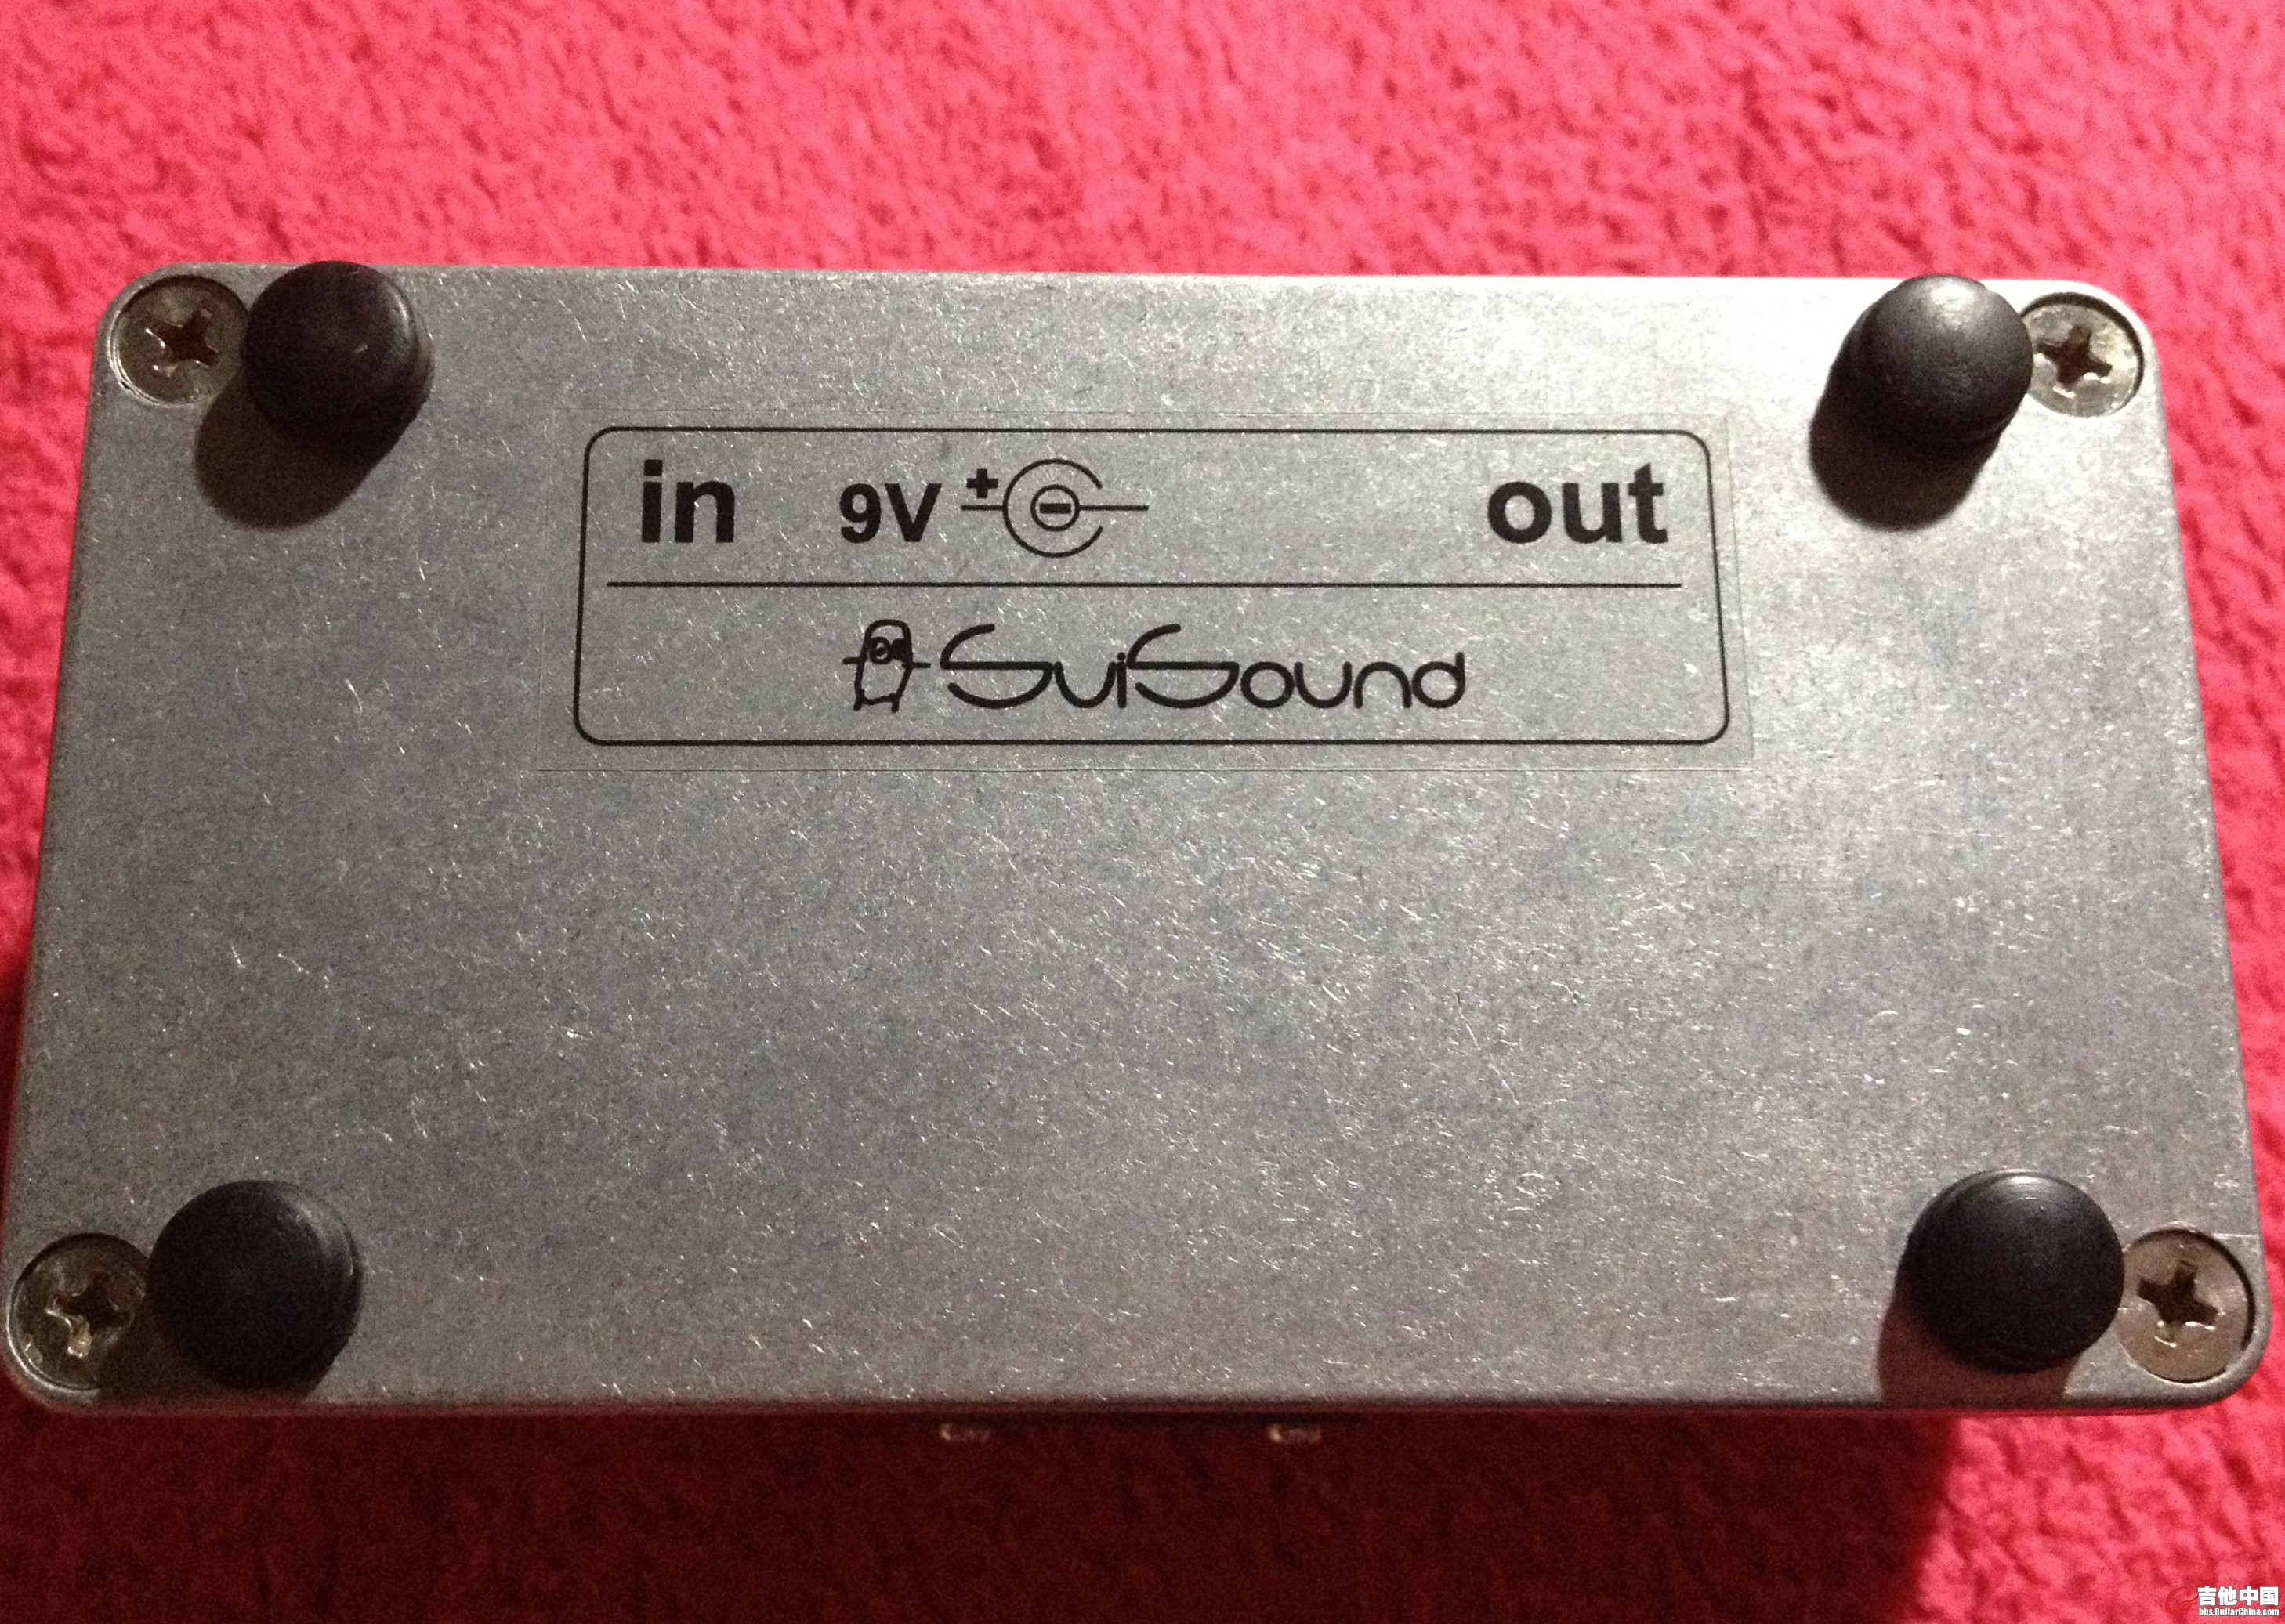 in 9V + − out
SuiSound
吉他中国
bbs.GuitarChina.com